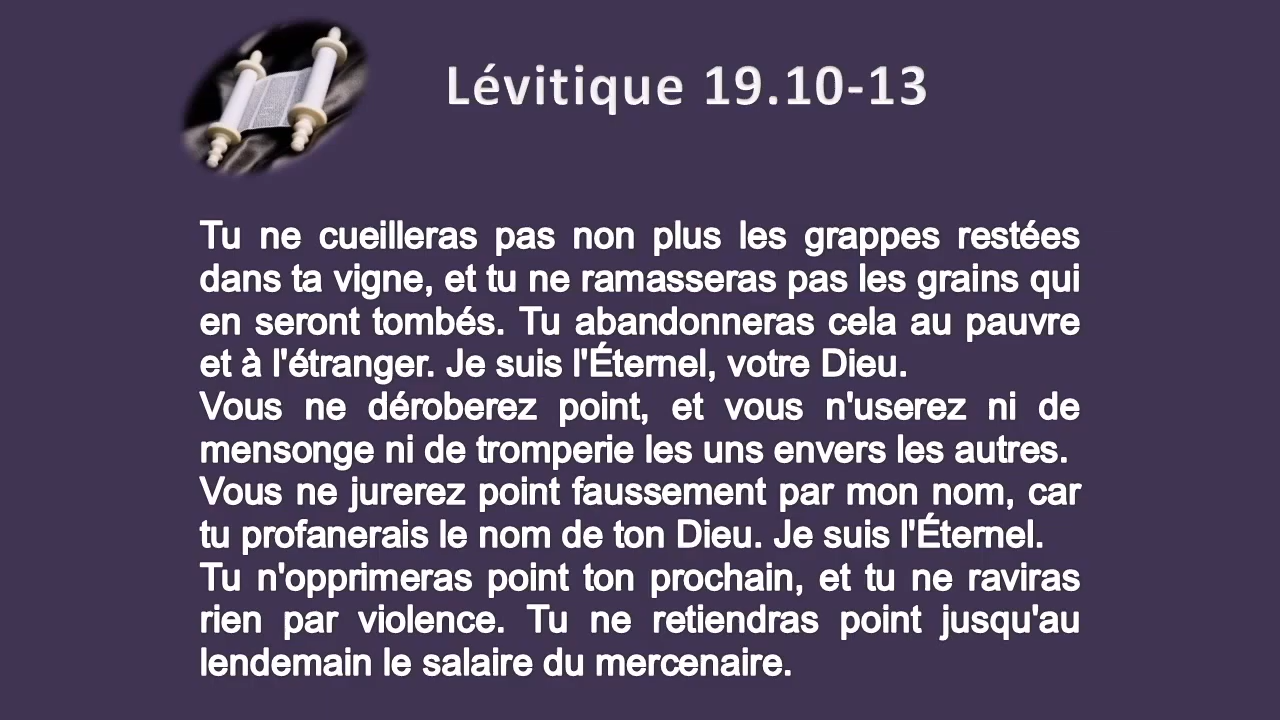 Lévitique 19.10-13
Tu ne cueilleras pas non plus les grappes restées
dans ta vigne, et tu ne ramasseras pas les grains qui
en seront tombés. Tu abandonneras cela au pauvre
et à l'étranger. Je suis l'Éternel, votre Dieu.
Vous ne déroberez point, et vous n'userez ni de
mensonge ni de tromperie les uns envers les autres.
Vous ne jurerez point faussement par mon nom, car
tu profanerais le nom de ton Dieu. Je suis l'Éternel.
Tu n'opprimeras point ton prochain, et tu ne raviras
rien par violence. Tu ne retiendras point jusqu'au
lendemain le salaire du mercenaire.